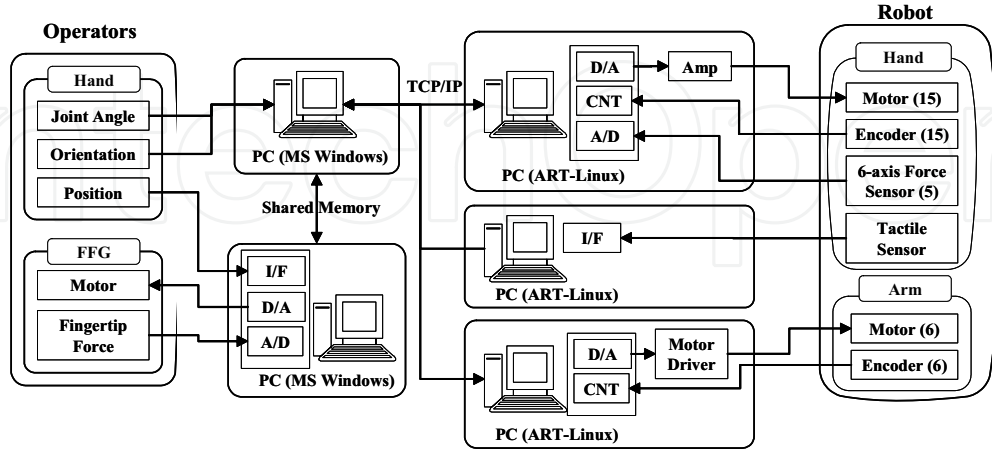 Operators
Hand
Joint Angle
Orientation
Position
FFG
Motor
Fingertip
Force
PC (MS Windows)
Shared Memory
I/F
D/A
A/D
PC (MS Windows)
TCP/IP
D/A
Amp
CNT
A/D
PC (ART-Linux)
I/F
PC (ART-Linux)
D/A
Motor
Driver
CNT
PC (ART-Linux)
Robot
Hand
Motor (15)
Encoder (15)
6-axis Force
Sensor (5)
Tactile
Sensor
Arm
Motor (6)
Encoder (6)